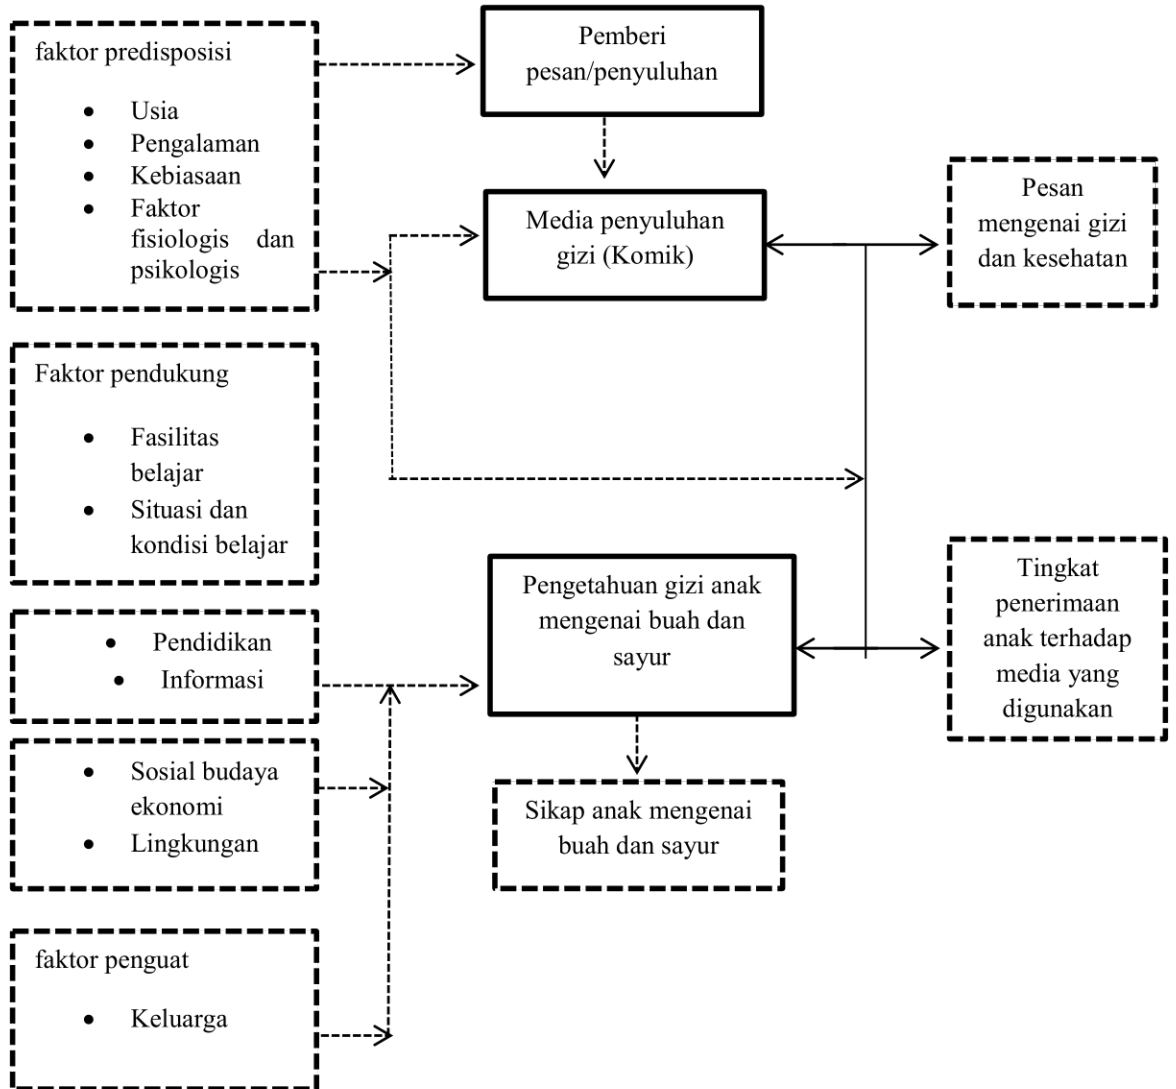 faktor predisposisi
• Usia
• Pengalaman
• Kebiasaan
• Faktor
fisiologis dan
psikologis
Pemberi
pesan/penyuluhan
Media penyuluhan
gizi (Komik)
Pesan
mengenai gizi
dan kesehatan
Faktor pendukung
• Fasilitas
belajar
• Situasi dan
kondisi belajar
Pengetahuan gizi anak
mengenai buah dan
sayur
Tingkat
penerimaan
anak terhadap
media yang
digunakan
• Pendidikan
• Informasi
• Sosial budaya
ekonomi
• Lingkungan
Sikap anak mengenai
buah dan sayur
faktor penguat
• Keluarga